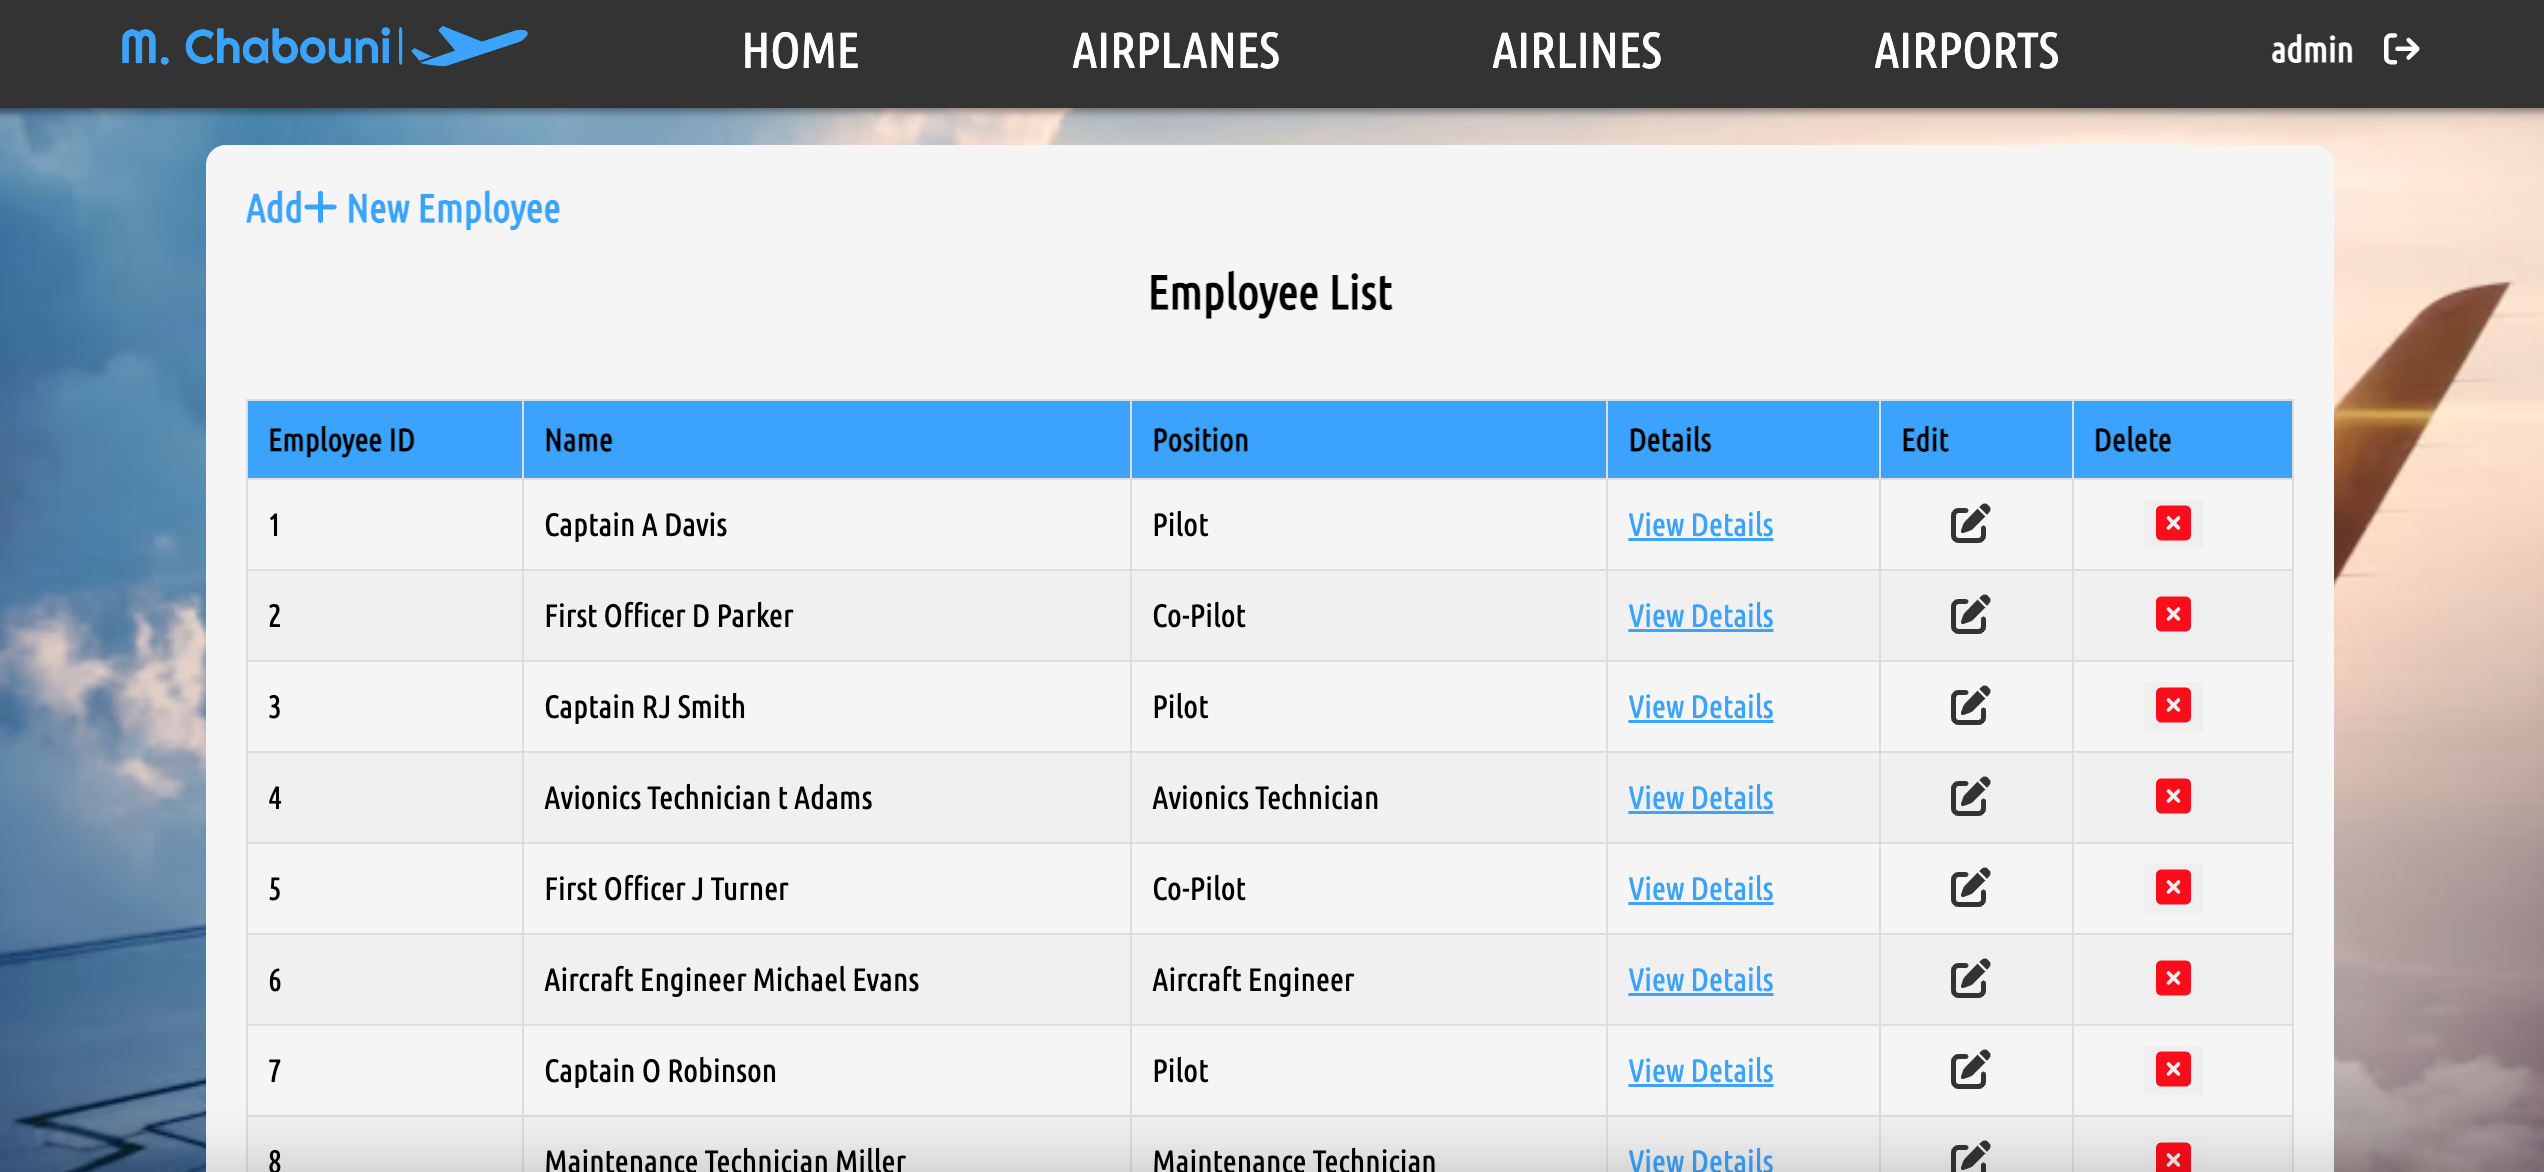 M. Chabouni HOME AIRPLANES AIRLINES AIRPORTS admin
Add+ New Employee
Employee List
Employee ID Name Position Details Edit Delete
1 Captain A Davis Pilot View Details
2 First Officer D Parker Co-Pilot View Details
3 Captain RJ Smith Pilot View Details
4 Avionics Technician t Adams Avionics Technician View Details
5 First Officer J Turner Co-Pilot View Details
6 Aircraft Engineer Michael Evans Aircraft Engineer View Details
7 Captain O Robinson Pilot View Details
8 Maintenance Technician Miller Maintenance Technician View Details